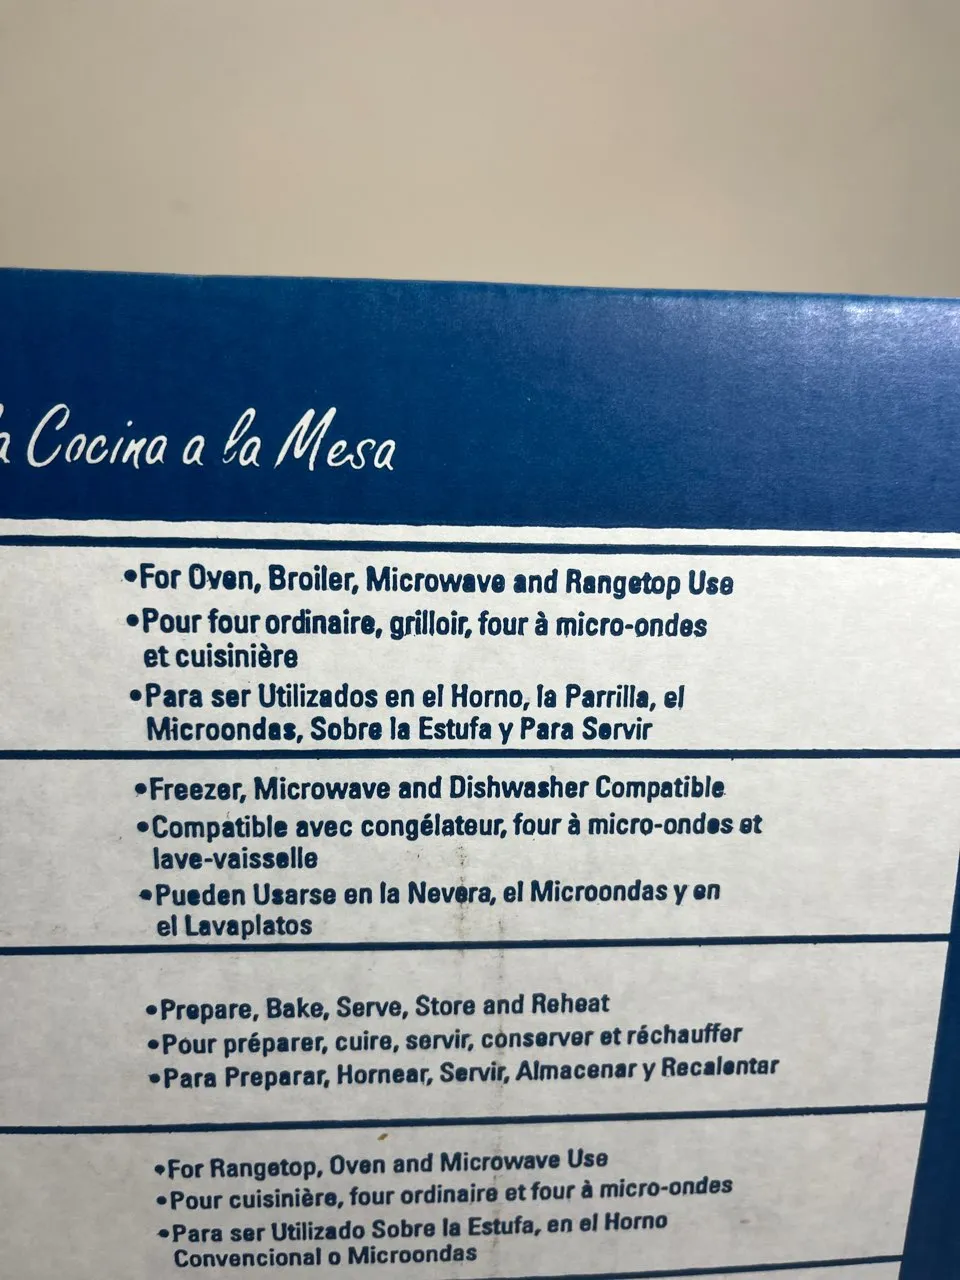 la Cocina a la Mesa
•For Oven, Broiler, Microwave and Rangetop Use
•Pour four ordinaire, grilloir, four à micro-ondes
et cuisinière
•Para ser Utilizados en el Horno, la Parrilla, el
Microondas, Sobre la Estufa y Para Servir
•Freezer, Microwave and Dishwasher Compatible
•Compatible avec congélateur, four à micro-ondes et
lave-vaisselle
•Pueden Usarse en la Nevera, el Microondas y en
el Lavaplatos
•Prepare, Bake, Serve, Store and Reheat
•Pour préparer, cuire, servir, conserver et réchauffer
•Para Preparar, Hornear, Servir, Almacenar y Recalentar
•For Rangetop, Oven and Microwave Use
•Pour cuisinière, four ordinaire et four à micro-ondes
•Para ser Utilizado Sobre la Estufa, en el Horno
Convencional o Microondas